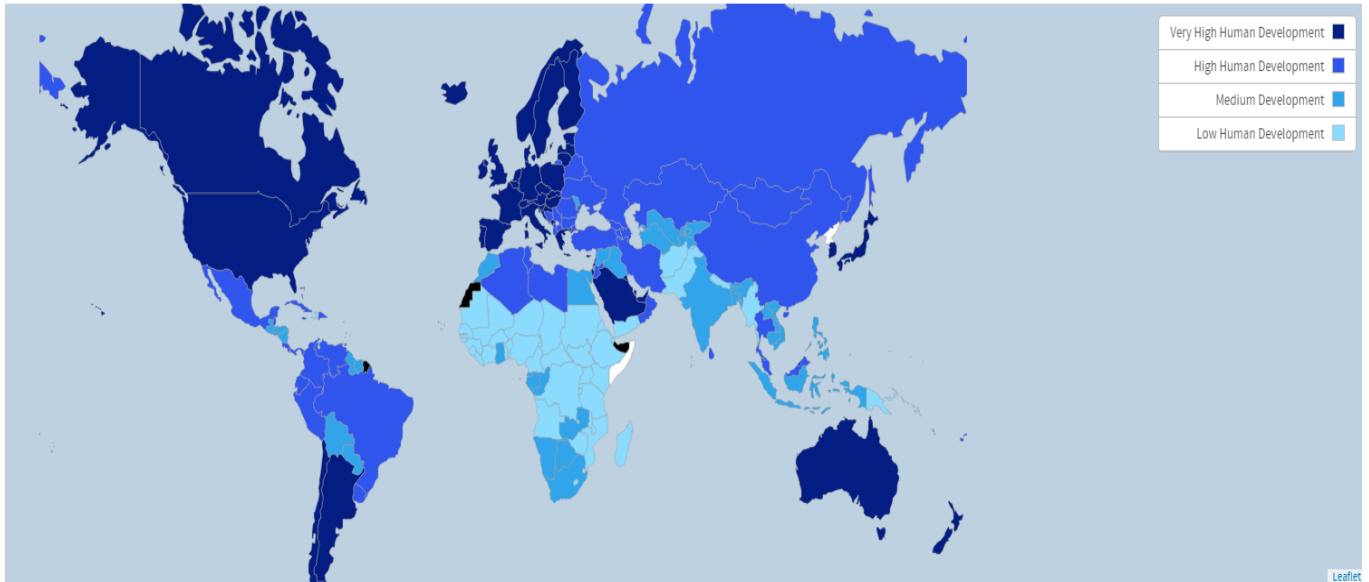 Very High Human Development
High Human Development
Medium Development
Low Human Development
Leaflet